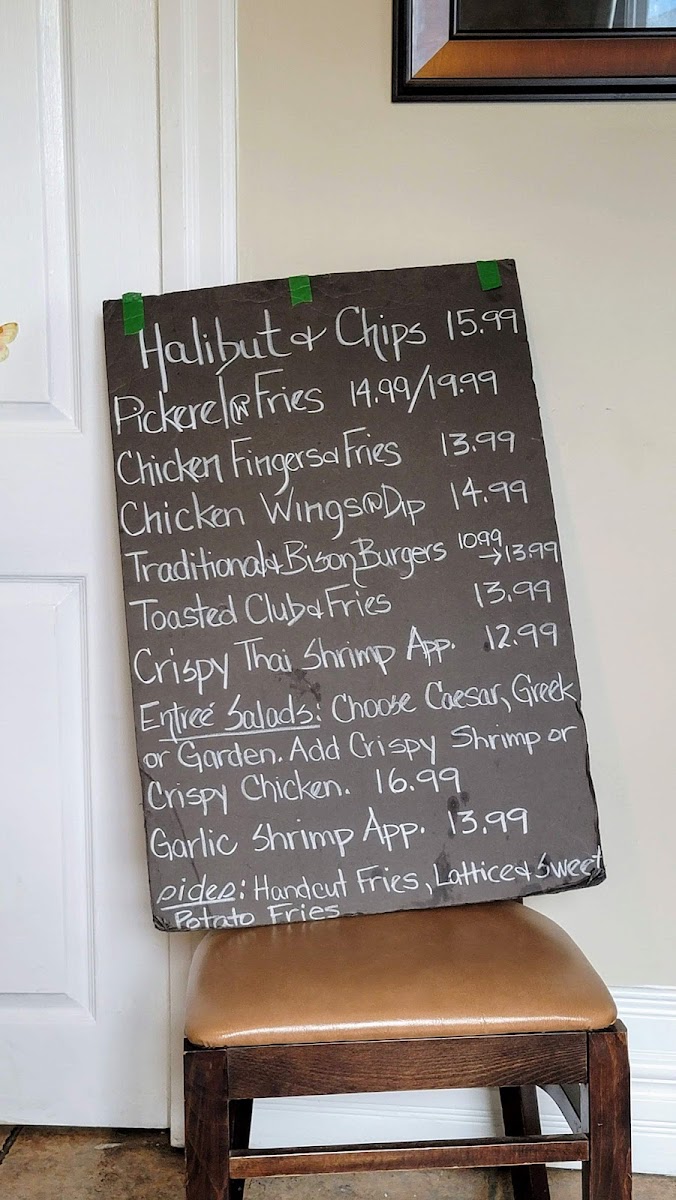 Halibut & Chips 15.99
Pickerel @ Fries 14.99/19.99
Chicken Fingers & Fries 13.99
Chicken Wings @ Dip 14.99
Traditional & Bison Burgers 10.99 → 13.99
Toasted Club & Fries 13.99
Crispy Thai Shrimp App. 12.99
Entreé Salads: Choose Caesar, Greek
or Garden. Add Crispy Shrimp or
Crispy Chicken. 16.99
Garlic Shrimp App. 13.99
Sides: Handcut Fries, Lattice & Sweet
Potato Fries